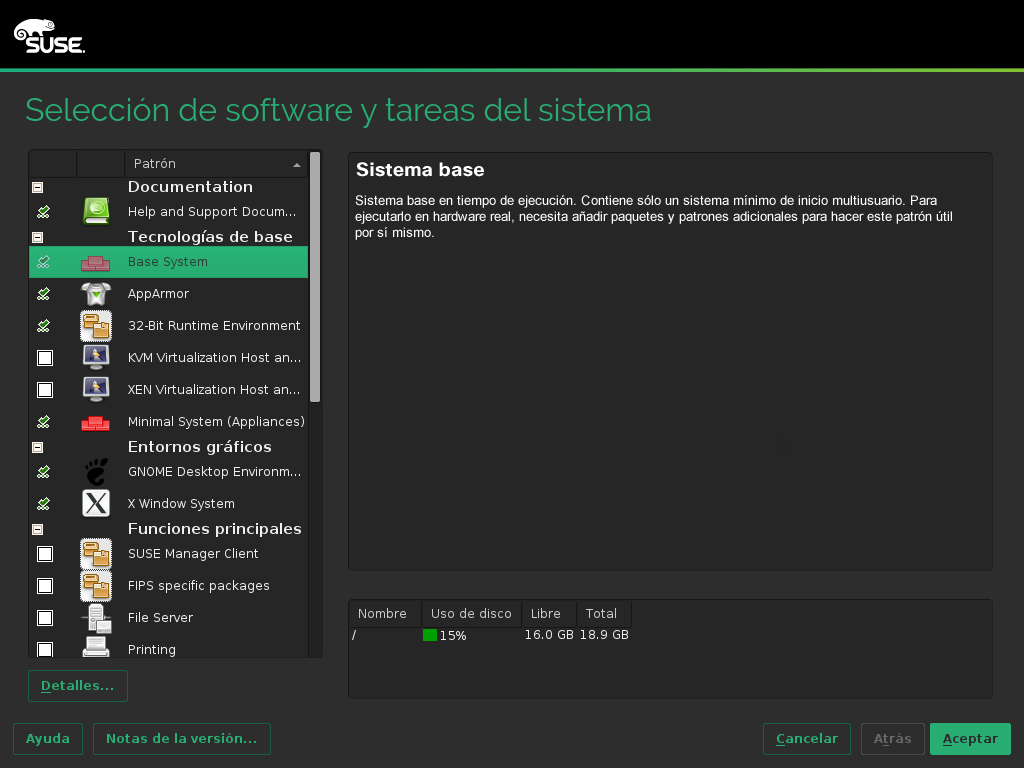 SUSE.
Selección de software y tareas del sistema
Patrón
Documentation
Help and Support Docum...
Tecnologías de base
Base System
AppArmor
32-Bit Runtime Environment
KVM Virtualization Host an...
XEN Virtualization Host an...
Minimal System (Appliances)
Entornos gráficos
GNOME Desktop Environm...
X Window System
Funciones principales
SUSE Manager Client
FIPS specific packages
File Server
Printing
Detalles...
Sistema base
Sistema base en tiempo de ejecución. Contiene sólo un sistema mínimo de inicio multiusuario. Para
ejecutarlo en hardware real, necesita añadir paquetes y patrones adicionales para hacer este patrón útil
por sí mismo.
Nombre Uso de disco Libre Total
/ 15% 16.0 GB 18.9 GB
Ayuda Notas de la versión... Cancelar Atrás Aceptar